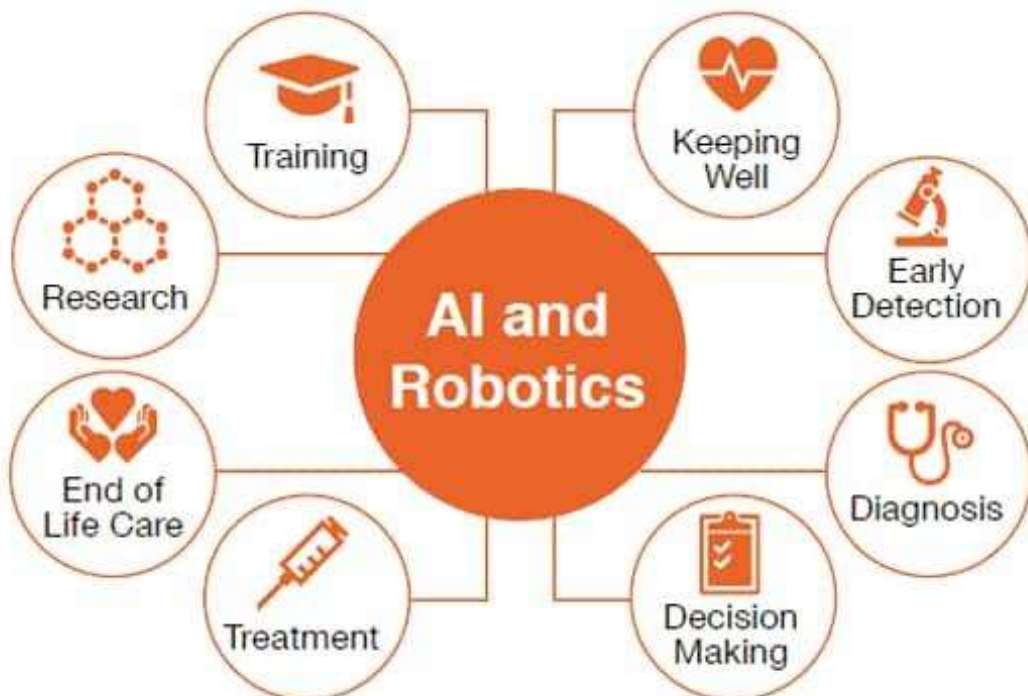 AI and
Robotics
Keeping
Well
Early
Detection
Diagnosis
Decision
Making
Treatment
End of
Life Care
Research
Training